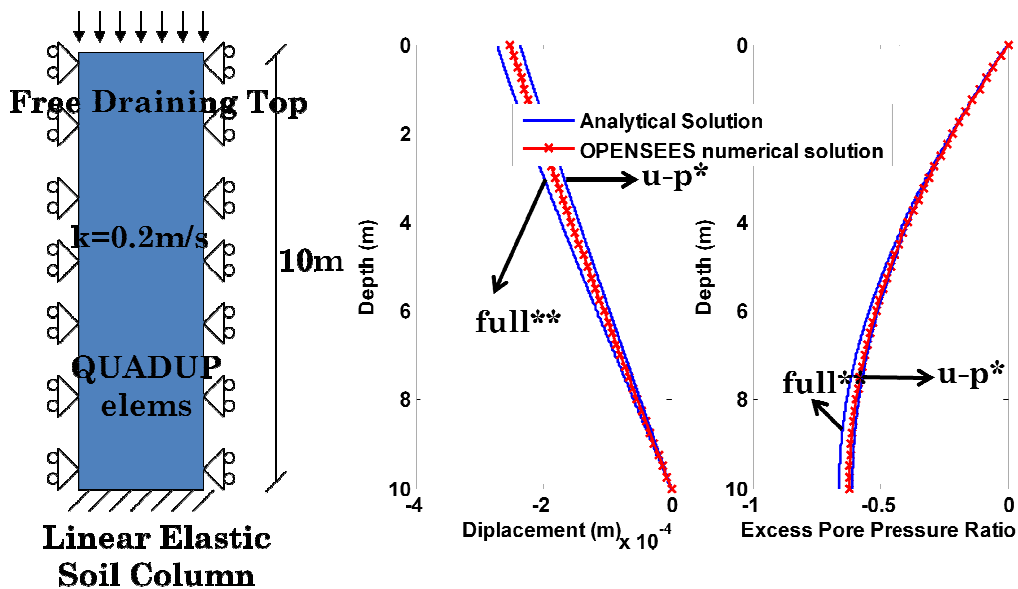 Free Draining Top
k=0.2m/s
10m
QUADUP
elems
Linear Elastic
Soil Column
0
2
4
6
8
10
Depth (m)
-4
-2
0
Diplacement (m)
x 10
-4
Analytical Solution
OPENSEES numerical solution
u-p*
full**
0
2
4
6
8
10
Depth (m)
-1
-0.5
0
Excess Pore Pressure Ratio
full**
u-p*